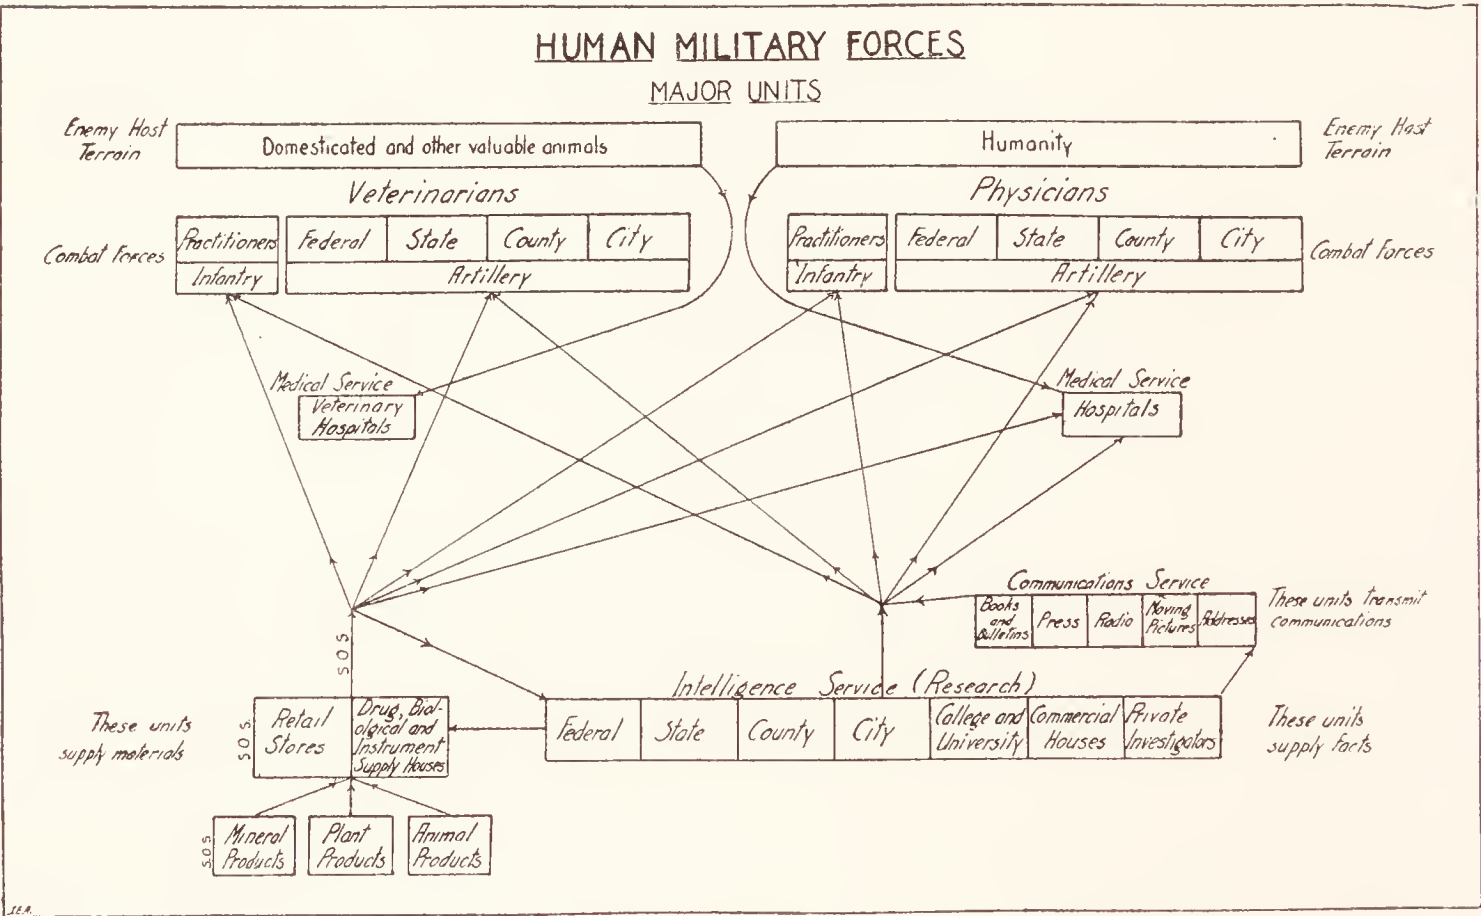 HUMAN MILITARY FORCES
MAJOR UNITS
Enemy Host
Terrain
Domesticated and other valuable animals
Humanity
Enemy Host
Terrain
Veterinarians
Physicians
Combat Forces
Practitioners
Federal
State
County
City
Infantry
Artillery
Practitioners
Federal
State
County
City
Infantry
Artillery
Combat Forces
Medical Service
Veterinary
Hospitals
Medical Service
Hospitals
Communications Service
Books
and
Bulletins
Press
Radio
Moving
Pictures
Addresses
These units transmit
communications
S O S
Intelligence Service (Research)
These units
supply materials
S.O.S.
Retail
Stores
Drug, Biol-
ological and
Instrument
Supply Houses
Federal
State
County
City
College and
University
Commercial
Houses
Private
Investigators
These units
supply facts
S.O.S.
Mineral
Products
Plant
Products
Animal
Products